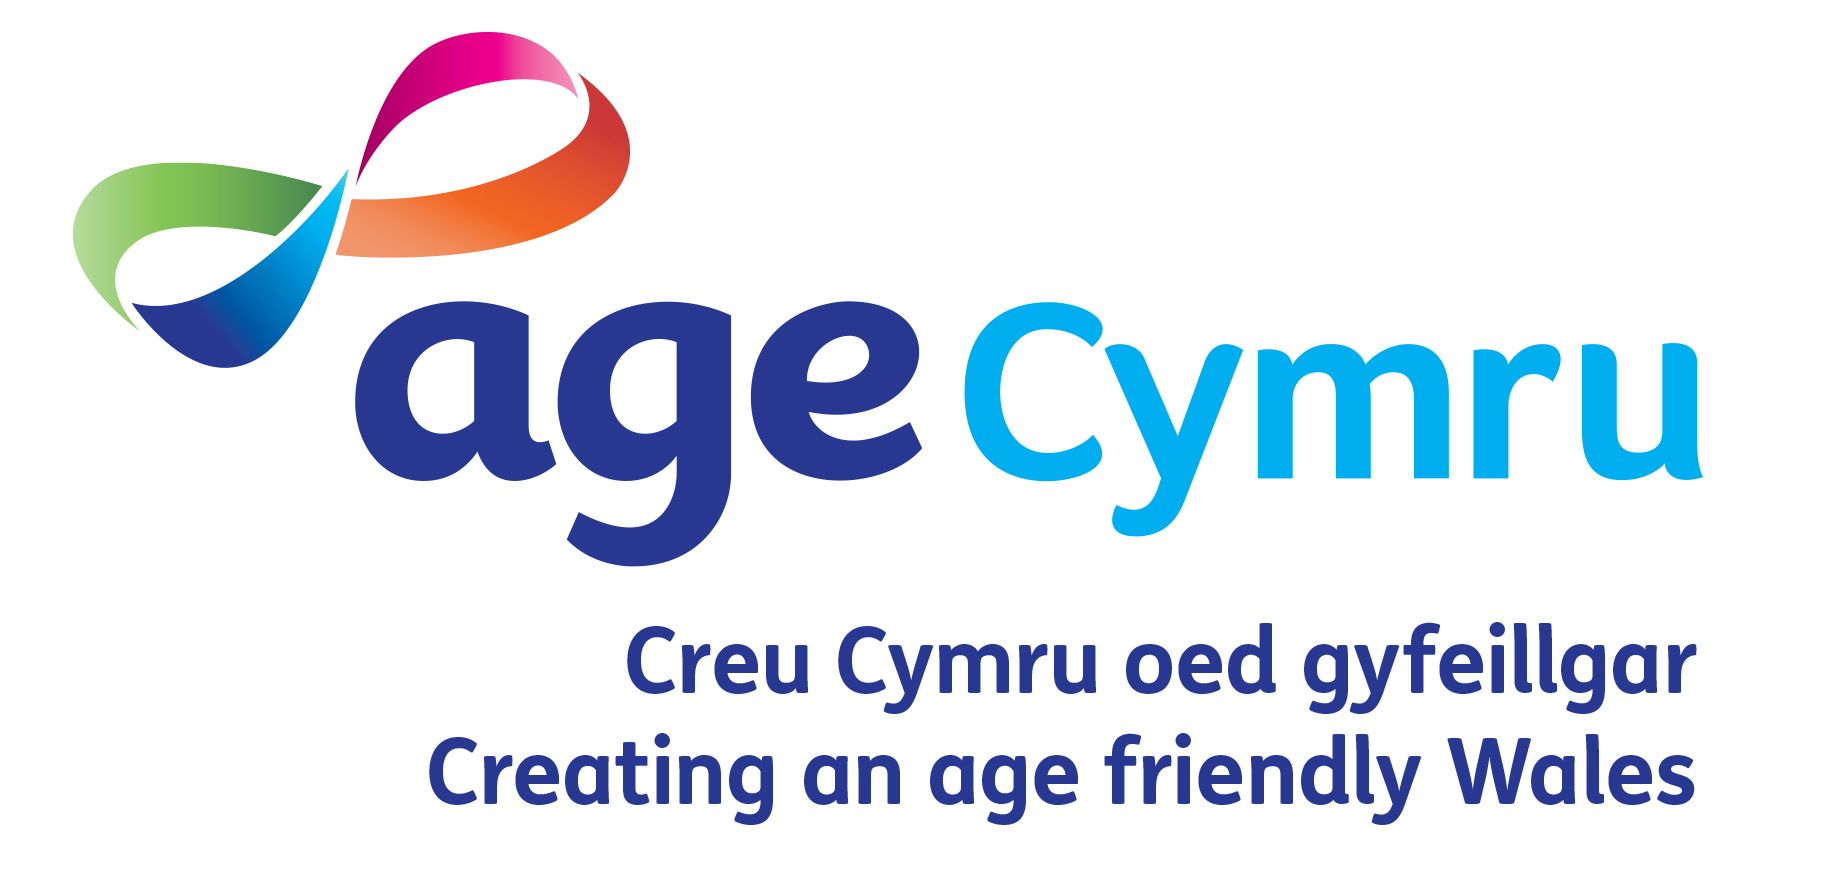 age Cymru
Creu Cymru oed gyfeillgar
Creating an age friendly Wales